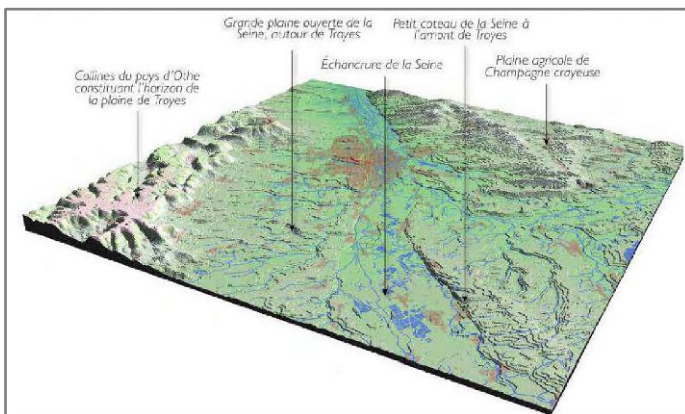 Grande plaine ouverte de la
Seine, autour de Troyes
Petit coteau de la Seine à
l'amont de Troyes
Échancrure de la Seine
Plaine agricole de
Champagne crayeuse
Collines du pays d'Othe
constituant l'horizon de
la plaine de Troyes